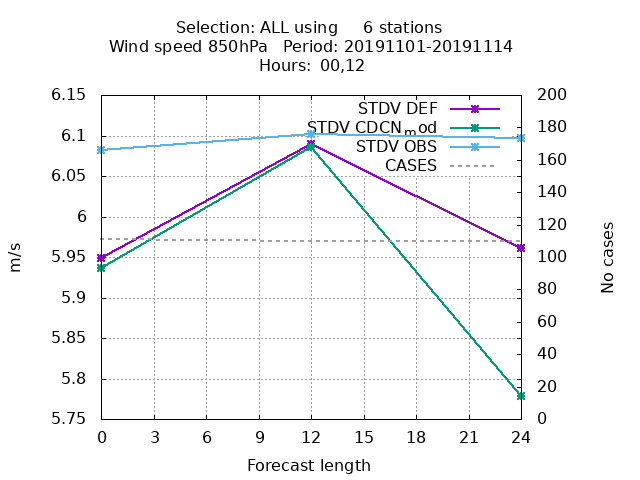 Selection: ALL using     6 stations
Wind speed 850hPa   Period: 20191101-20191114
Hours: 00,12
6.15
6.1
6.05
6
5.95
5.9
5.85
5.8
5.75
m/s
STDV DEF
STDV CDCN_mod
STDV OBS
CASES
200
180
160
140
120
100
80
60
40
20
0
No cases
0 3 6 9 12 15 18 21 24
Forecast length